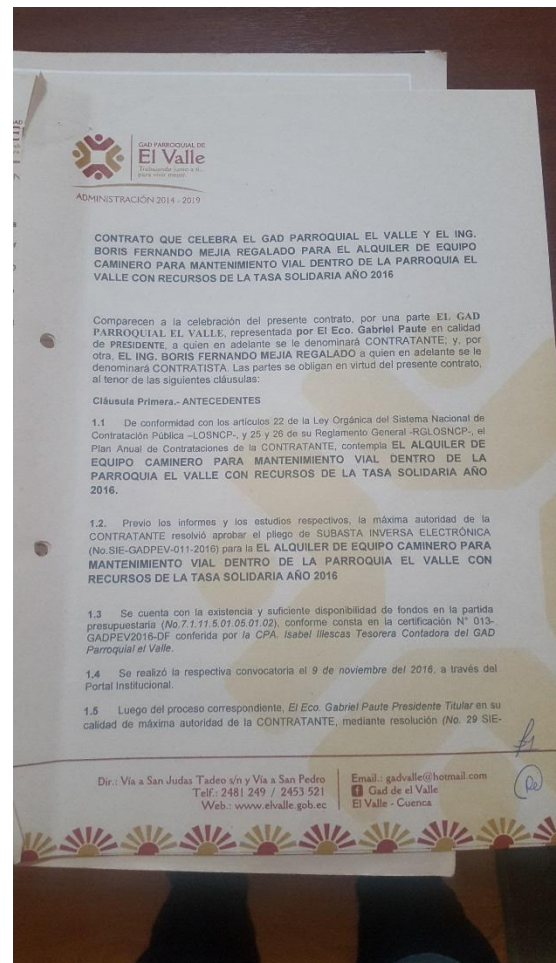 GAD PARROQUIAL DE
El Valle
Trabajando junto a ti...
para vivir mejor
ADMINISTRACIÓN 2014 - 2019
CONTRATO QUE CELEBRA EL GAD PARROQUIAL EL VALLE Y EL ING.
BORIS FERNANDO MEJIA REGALADO PARA EL ALQUILER DE EQUIPO
CAMINERO PARA MANTENIMIENTO VIAL DENTRO DE LA PARROQUIA EL
VALLE CON RECURSOS DE LA TASA SOLIDARIA AÑO 2016
Comparecen a la celebración del presente contrato, por una parte EL GAD
PARROQUIAL EL VALLE, representada por El Eco. Gabriel Paute en calidad
de PRESIDENTE, a quien en adelante se le denominará CONTRATANTE; y, por
otra, EL ING. BORIS FERNANDO MEJIA REGALADO a quien en adelante se le
denominará CONTRATISTA. Las partes se obligan en virtud del presente contrato,
al tenor de las siguientes cláusulas:
Cláusula Primera.- ANTECEDENTES
1.1 De conformidad con los artículos 22 de la Ley Orgánica del Sistema Nacional de
Contratación Pública –LOSNCP-, y 25 y 26 de su Reglamento General -RGLOSNCP-, el
Plan Anual de Contrataciones de la CONTRATANTE, contempla EL ALQUILER DE
EQUIPO CAMINERO PARA MANTENIMIENTO VIAL DENTRO DE LA
PARROQUIA EL VALLE CON RECURSOS DE LA TASA SOLIDARIA AÑO
2016.
1.2. Previo los informes y los estudios respectivos, la máxima autoridad de la
CONTRATANTE resolvió aprobar el pliego de SUBASTA INVERSA ELECTRÓNICA
(No.SIE-GADPEV-011-2016) para la EL ALQUILER DE EQUIPO CAMINERO PARA
MANTENIMIENTO VIAL DENTRO DE LA PARROQUIA EL VALLE CON
RECURSOS DE LA TASA SOLIDARIA AÑO 2016
1.3 Se cuenta con la existencia y suficiente disponibilidad de fondos en la partida
presupuestaria (No.7.1.11.5.01.05.01.02), conforme consta en la certificación N° 013-
GADPEV2016-DF conferida por la CPA. Isabel Illescas Tesorera Contadora del GAD
Parroquial el Valle.
1.4 Se realizó la respectiva convocatoria el 9 de noviembre del 2016, a través del
Portal Institucional.
1.5 Luego del proceso correspondiente, El Eco. Gabriel Paute Presidente Titular en su
calidad de máxima autoridad de la CONTRATANTE, mediante resolución (No. 29 SIE-
Dir.: Vía a San Judas Tadeo s/n y Vía a San Pedro
Telf.: 2481 249 / 2453 521
Web.: www.elvalle.gob.ec
Email.: gadvalle@hotmail.com
Gad de el Valle
El Valle - Cuenca